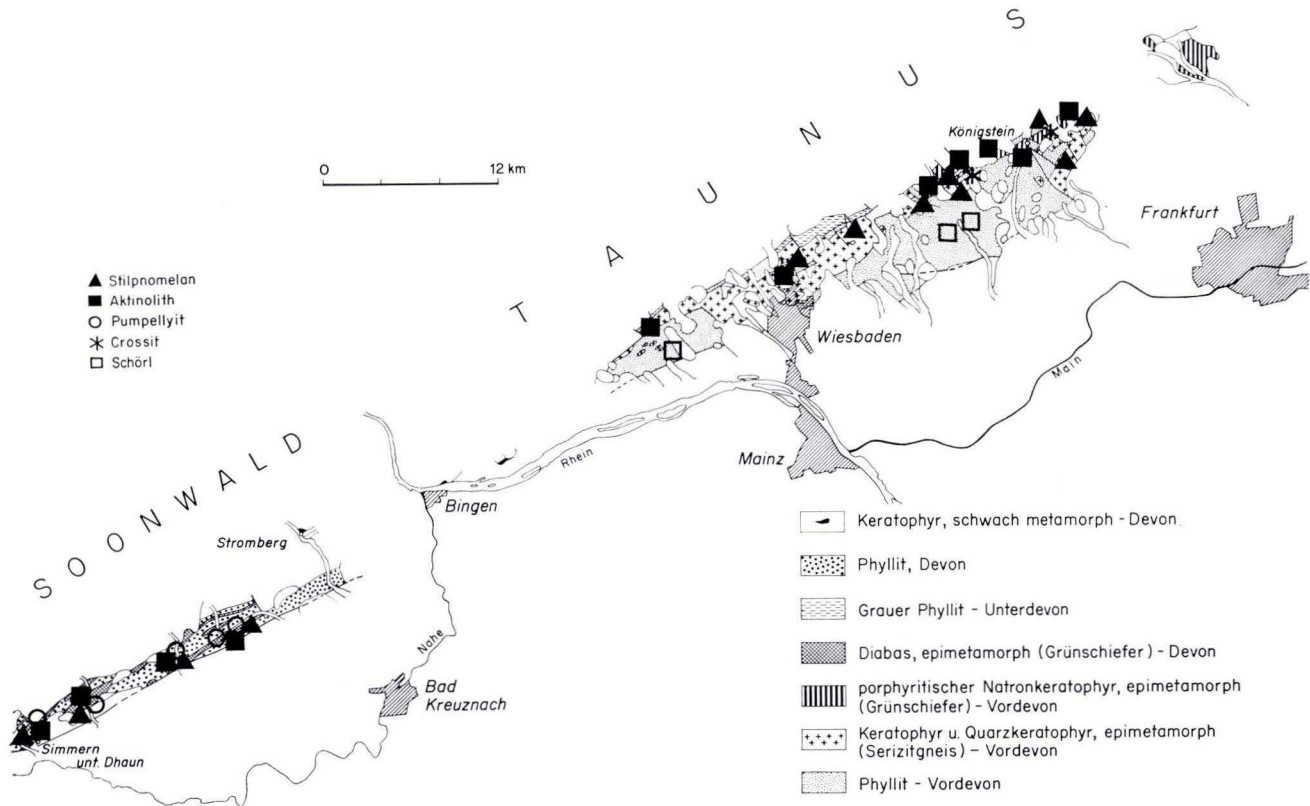 T A U N U S
Königstein
0 12 km
Frankfurt
▲ Stilpnomelan
■ Aktinolith
○ Pumpellyit
✳ Crossit
□ Schörl
Wiesbaden
Main
Mainz
Rhein
Bingen
SOONWALD
Stromberg
Nahe
Bad
Kreuznach
Simmern
unt. Dhaun
Keratophyr, schwach metamorph - Devon
Phyllit, Devon
Grauer Phyllit - Unterdevon
Diabas, epimetamorph (Grünschiefer) - Devon
porphyritischer Natronkeratophyr, epimetamorph
(Grünschiefer) - Vordevon
Keratophyr u. Quarzkeratophyr, epimetamorph
(Serizitgneis) - Vordevon
Phyllit - Vordevon